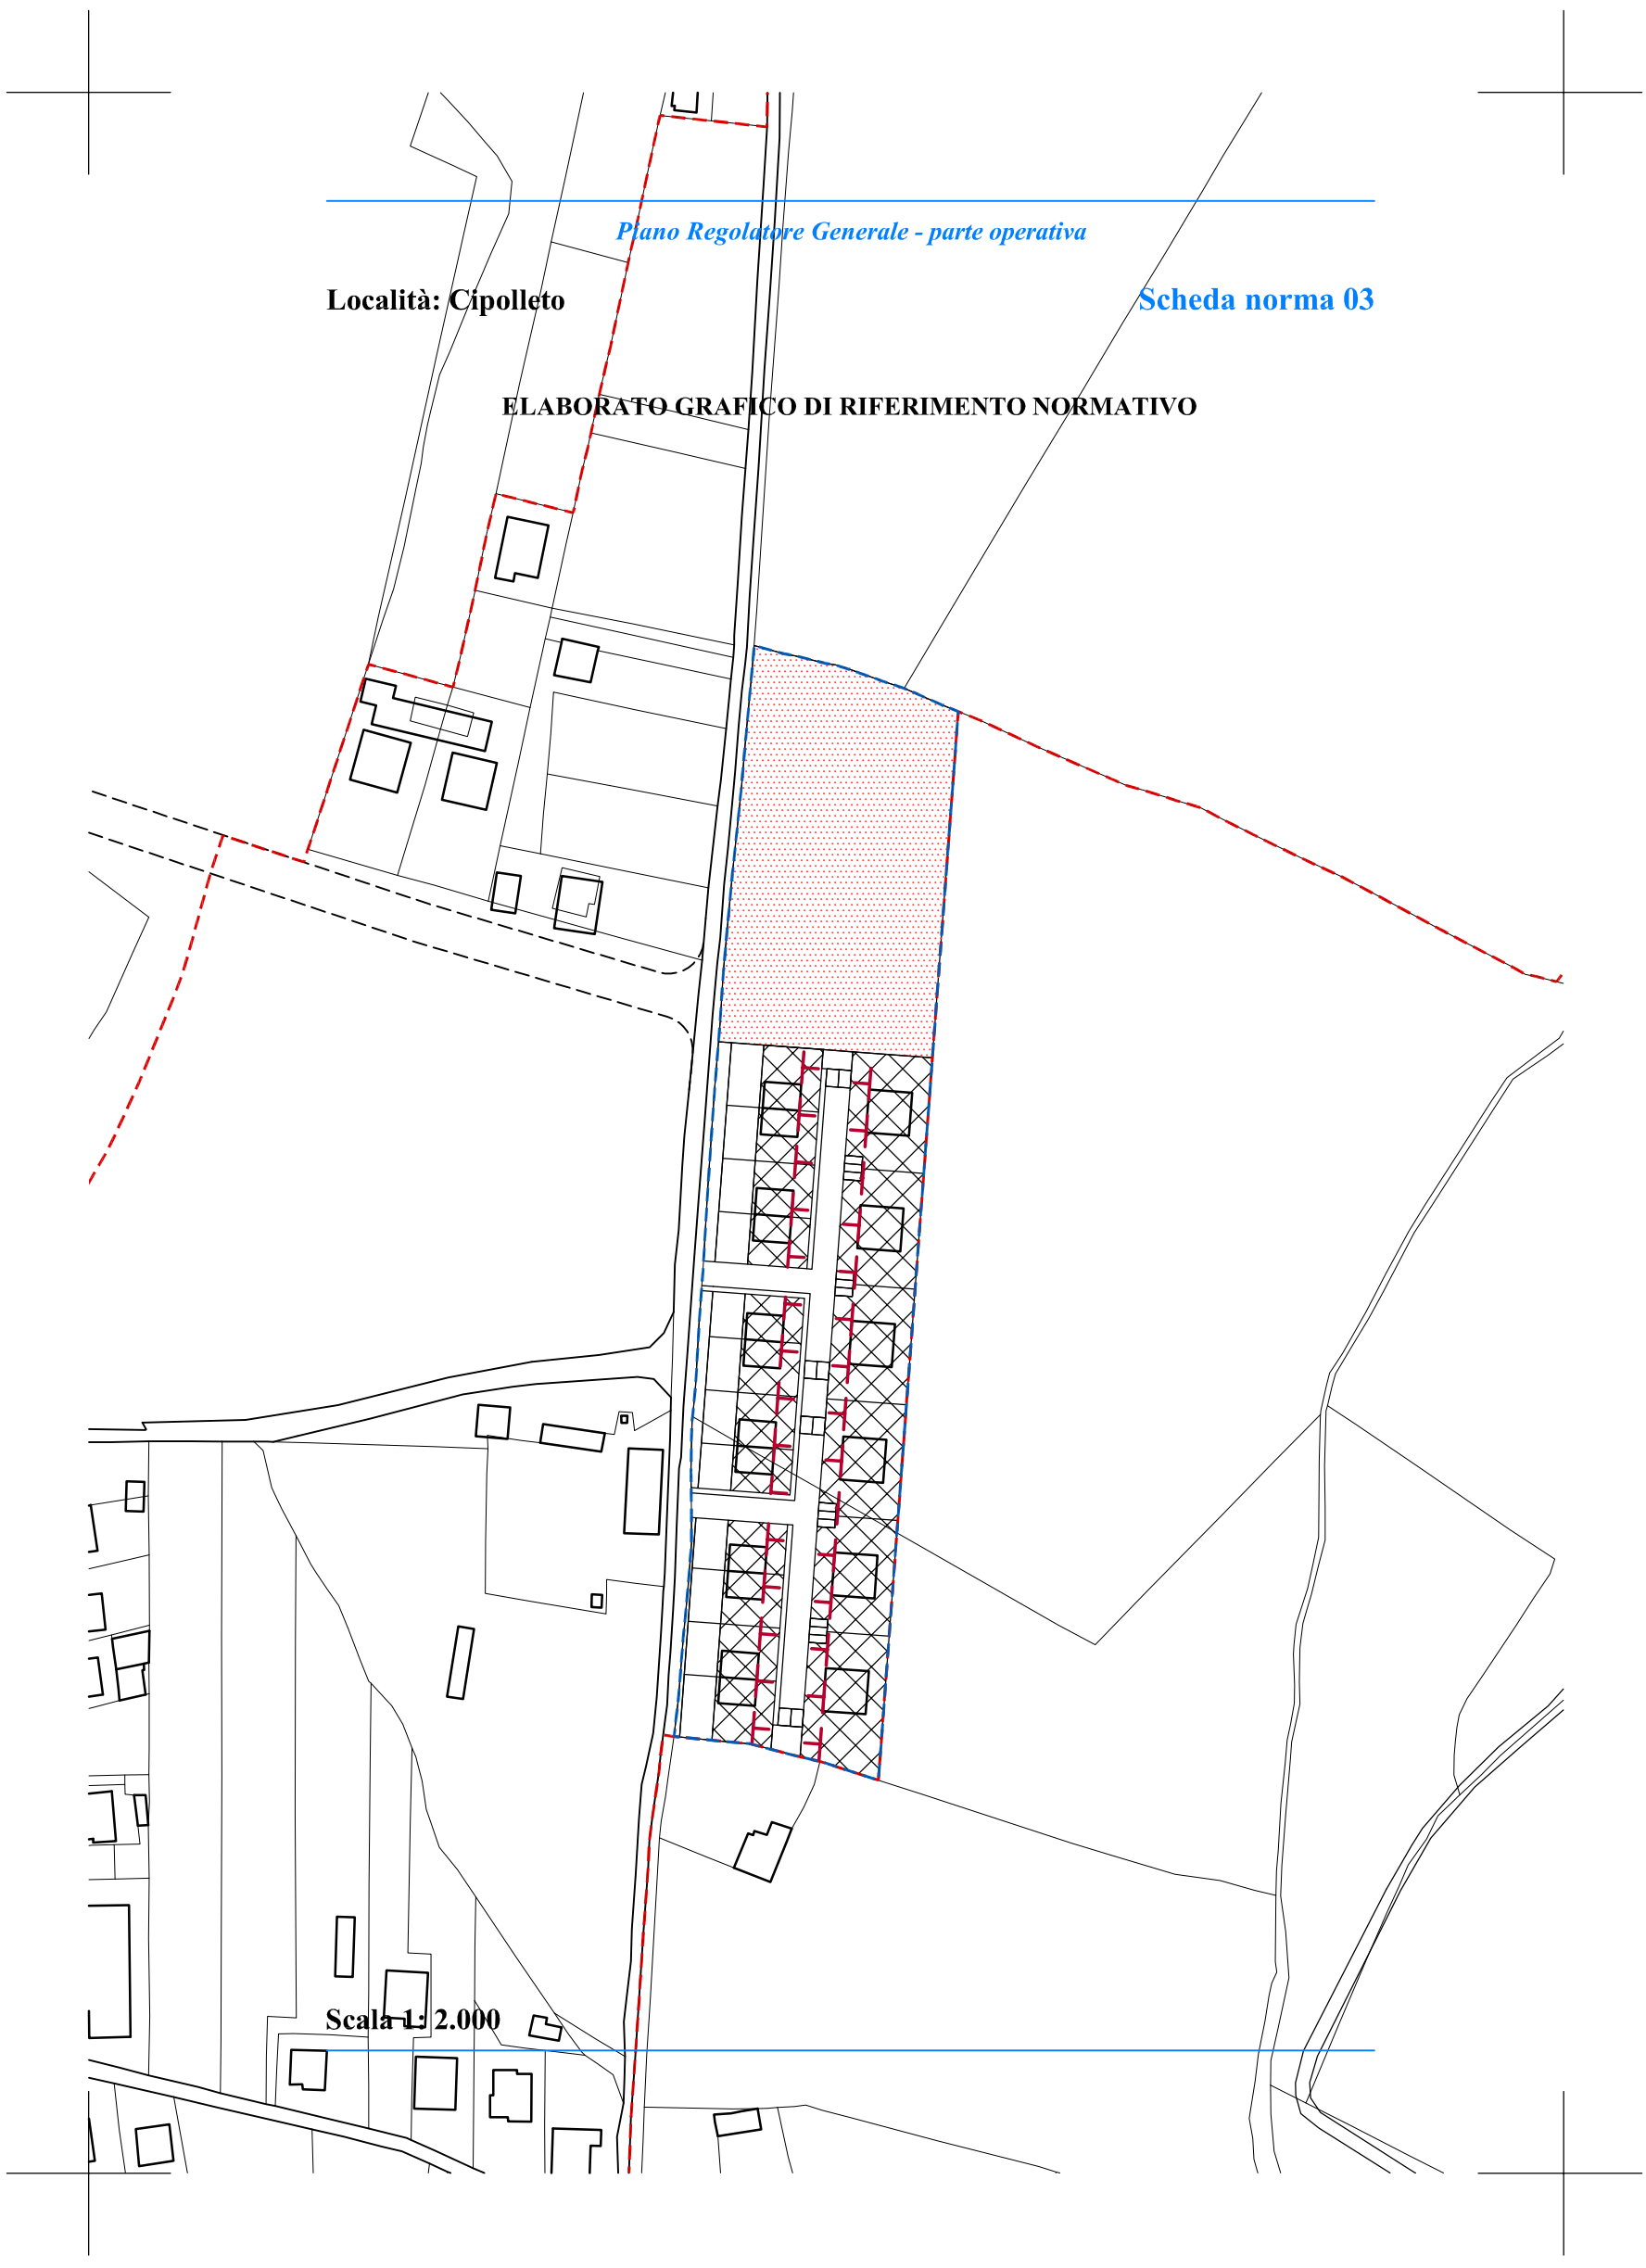 Piano Regolatore Generale - parte operativa
Località: Cipolleto
Scheda norma 03
ELABORATO GRAFICO DI RIFERIMENTO NORMATIVO
Scala 1: 2.000